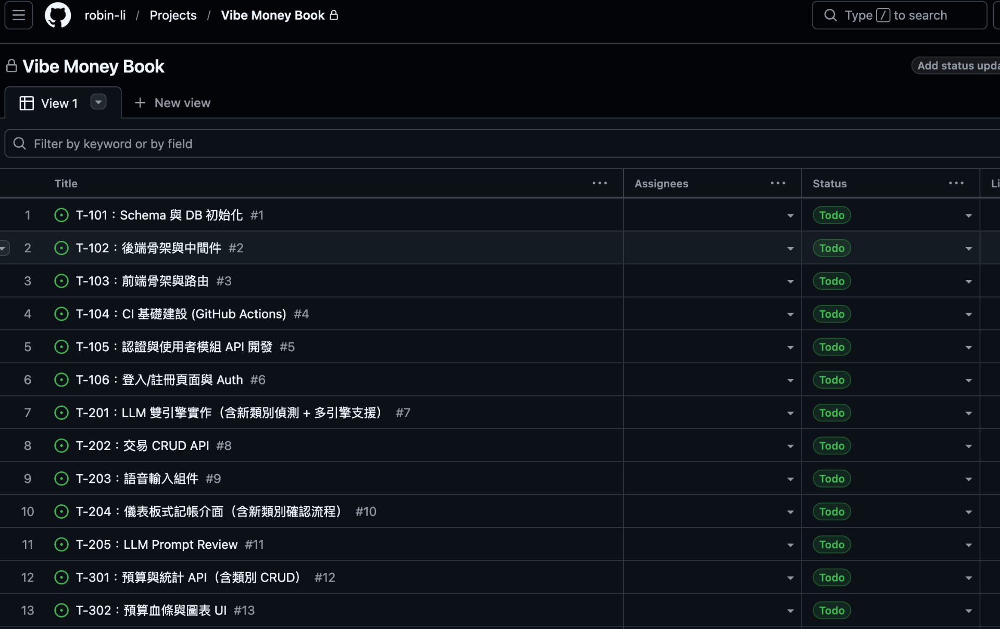 robin-li / Projects / Vibe Money Book
Type / to search
Vibe Money Book
Add status upda
View 1
New view
Filter by keyword or by field
Title Assignees Status Li
1 T-101：Schema 與 DB 初始化 #1 Todo
2 T-102：後端骨架與中間件 #2 Todo
3 T-103：前端骨架與路由 #3 Todo
4 T-104：CI 基礎建設 (GitHub Actions) #4 Todo
5 T-105：認證與使用者模組 API 開發 #5 Todo
6 T-106：登入/註冊頁面與 Auth #6 Todo
7 T-201：LLM 雙引擎實作（含新類別偵測 + 多引擎支援） #7 Todo
8 T-202：交易 CRUD API #8 Todo
9 T-203：語音輸入組件 #9 Todo
10 T-204：儀表板式記帳介面（含新類別確認流程） #10 Todo
11 T-205：LLM Prompt Review #11 Todo
12 T-301：預算與統計 API（含類別 CRUD） #12 Todo
13 T-302：預算血條與圖表 UI #13 Todo